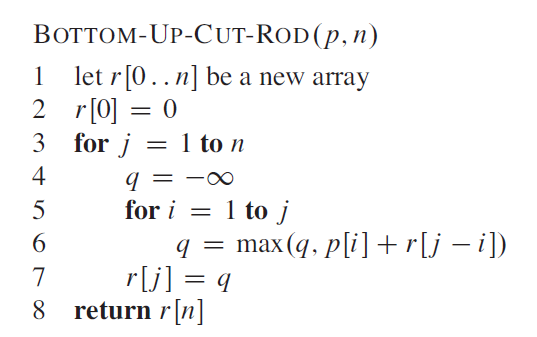 BOTTOM-UP-CUT-ROD(p, n)
1 let r[0..n] be a new array
2 r[0] = 0
3 for j = 1 to n
4 q = −∞
5 for i = 1 to j
6 q = max(q, p[i] + r[j − i])
7 r[j] = q
8 return r[n]